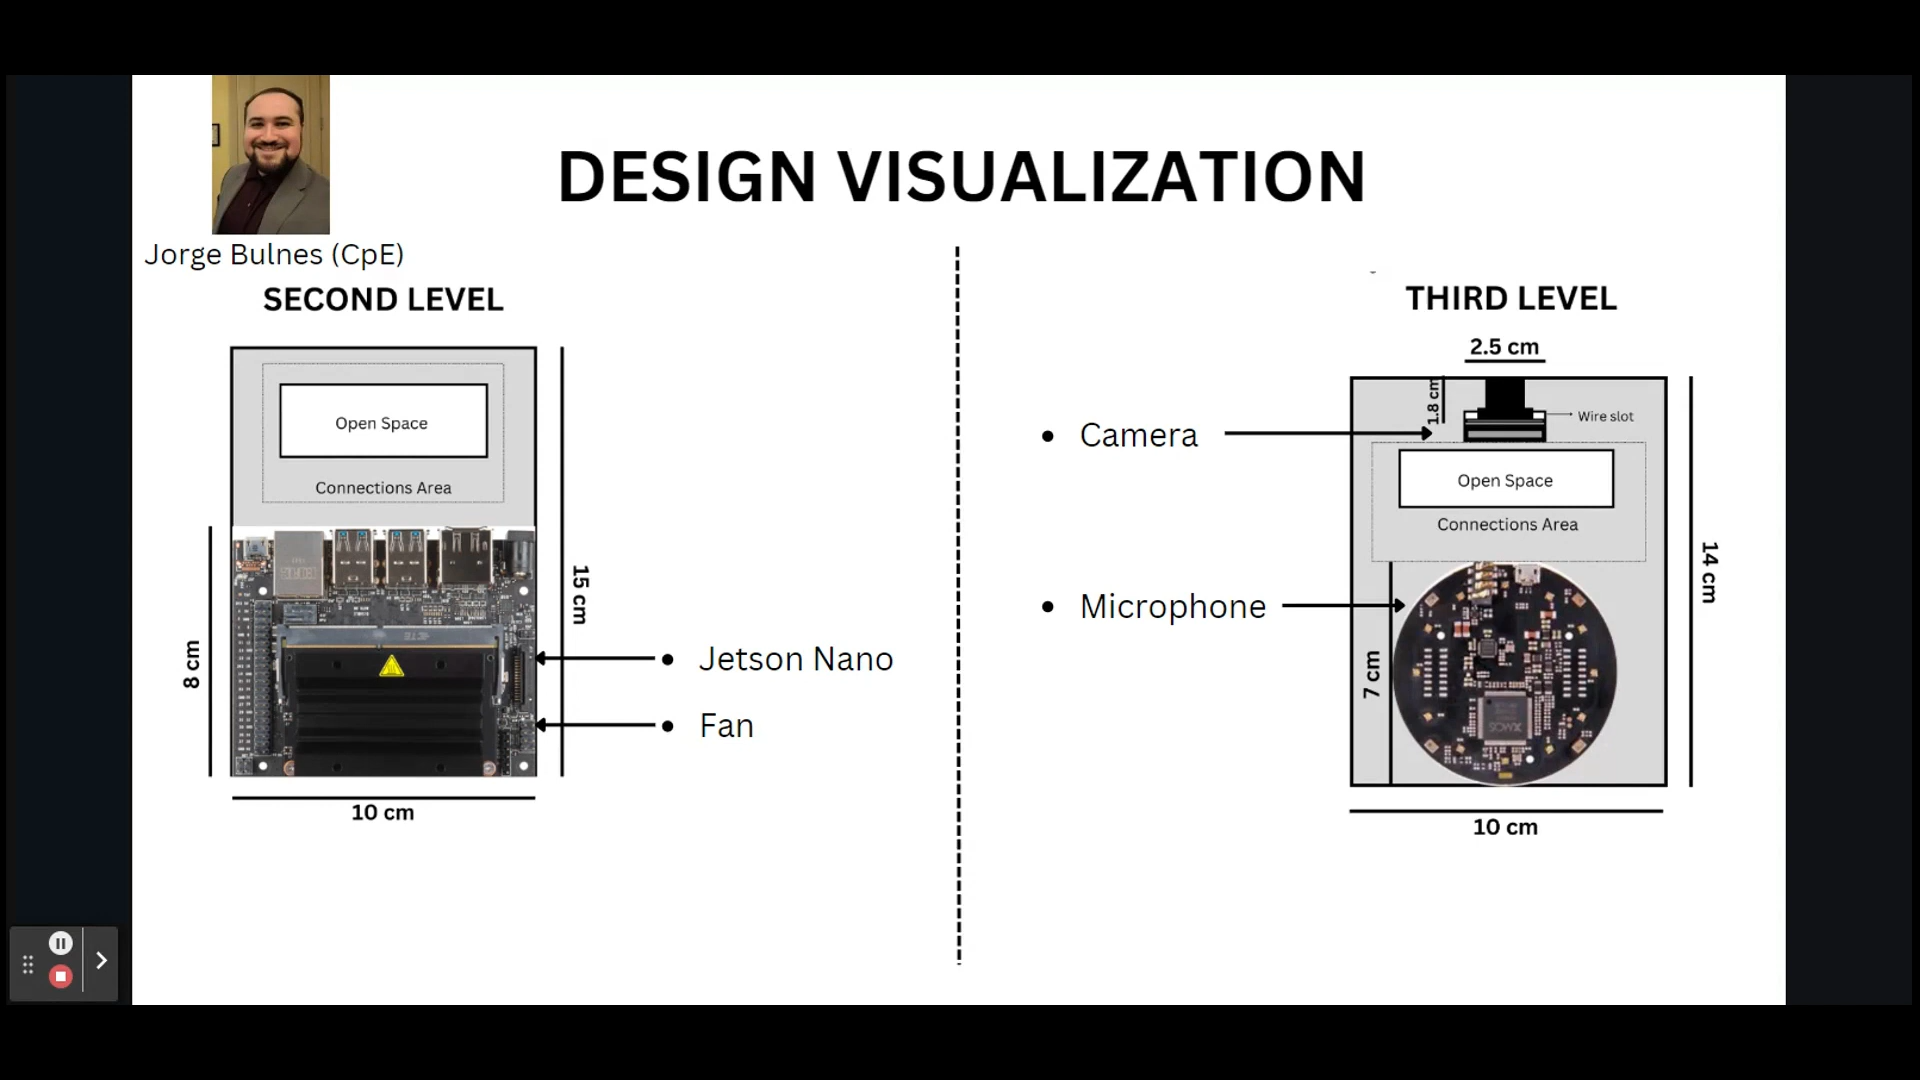 DESIGN VISUALIZATION
Jorge Bulnes (CpE)
SECOND LEVEL
Open Space
Connections Area
8 cm
15 cm
10 cm
• Jetson Nano
• Fan
THIRD LEVEL
2.5 cm
1.8 cm
Wire slot
• Camera
Open Space
Connections Area
• Microphone
7 cm
14 cm
XMOS
10 cm